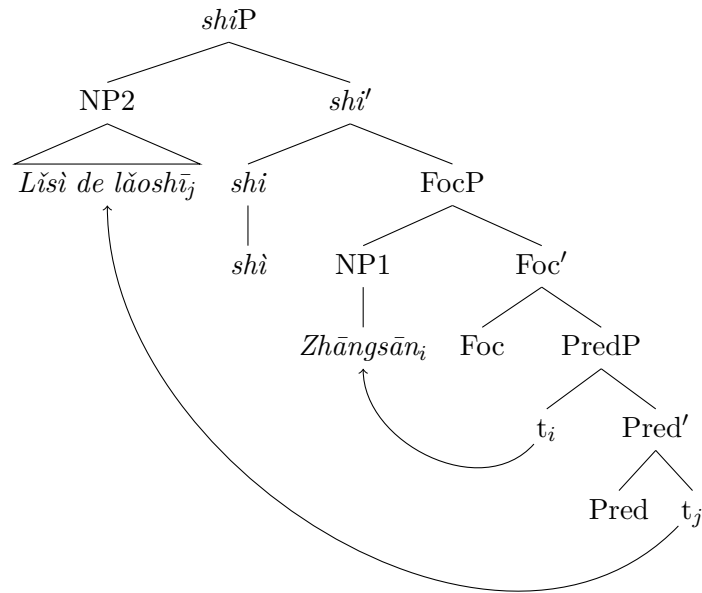 shiP
NP2 shi′
Lǐsì de lǎoshī_j shi FocP
shì NP1 Foc′
Zhāngsān_i Foc PredP
t_i Pred′
Pred t_j